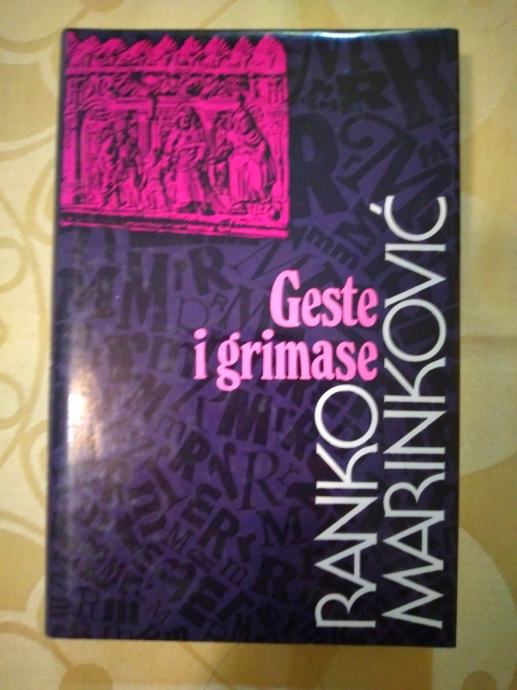 Geste
i grimase
RANKO
MARINKOVIĆ